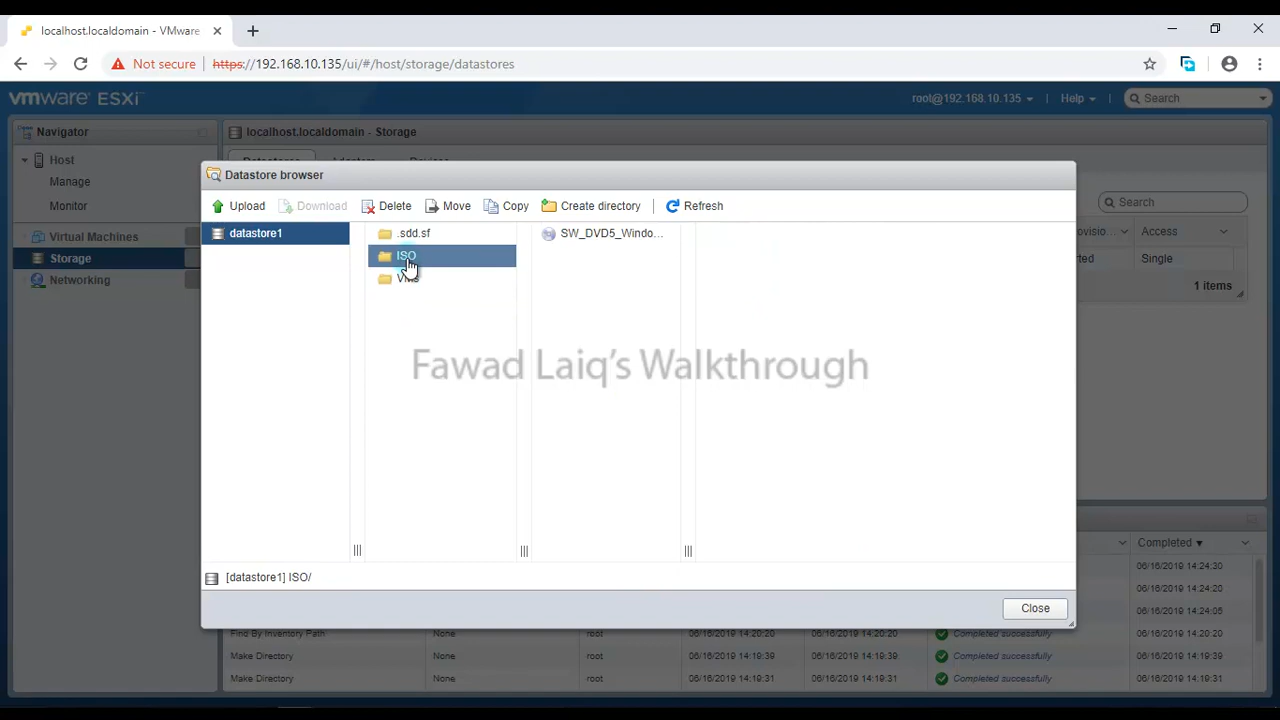 localhost.localdomain - VMware
Not secure https://192.168.10.135/ui/#/host/storage/datastores
vmware ESXi
root@192.168.10.135 | Help | Search
Navigator
Host
Manage
Monitor
Virtual Machines
Storage
Networking
localhost.localdomain - Storage
Datastores Adapters Devices
Search
Access
Single
1 items
Datastore browser
Upload Download Delete Move Copy Create directory Refresh
datastore1
.sdd.sf
ISO
VMs
SW_DVD5_Windo...
Fawad Laiq's Walkthrough
[datastore1] ISO/
Close
Completed
06/16/2019 14:24:30
06/16/2019 14:24:20
06/16/2019 14:24:05
Find By Inventory Path None root 06/16/2019 14:20:20 06/16/2019 14:20:20 Completed successfully 06/16/2019 14:20:20
Make Directory None root 06/16/2019 14:19:39 06/16/2019 14:19:39 Completed successfully 06/16/2019 14:19:39
Make Directory None root 06/16/2019 14:19:31 06/16/2019 14:19:31 Completed successfully 06/16/2019 14:19:31